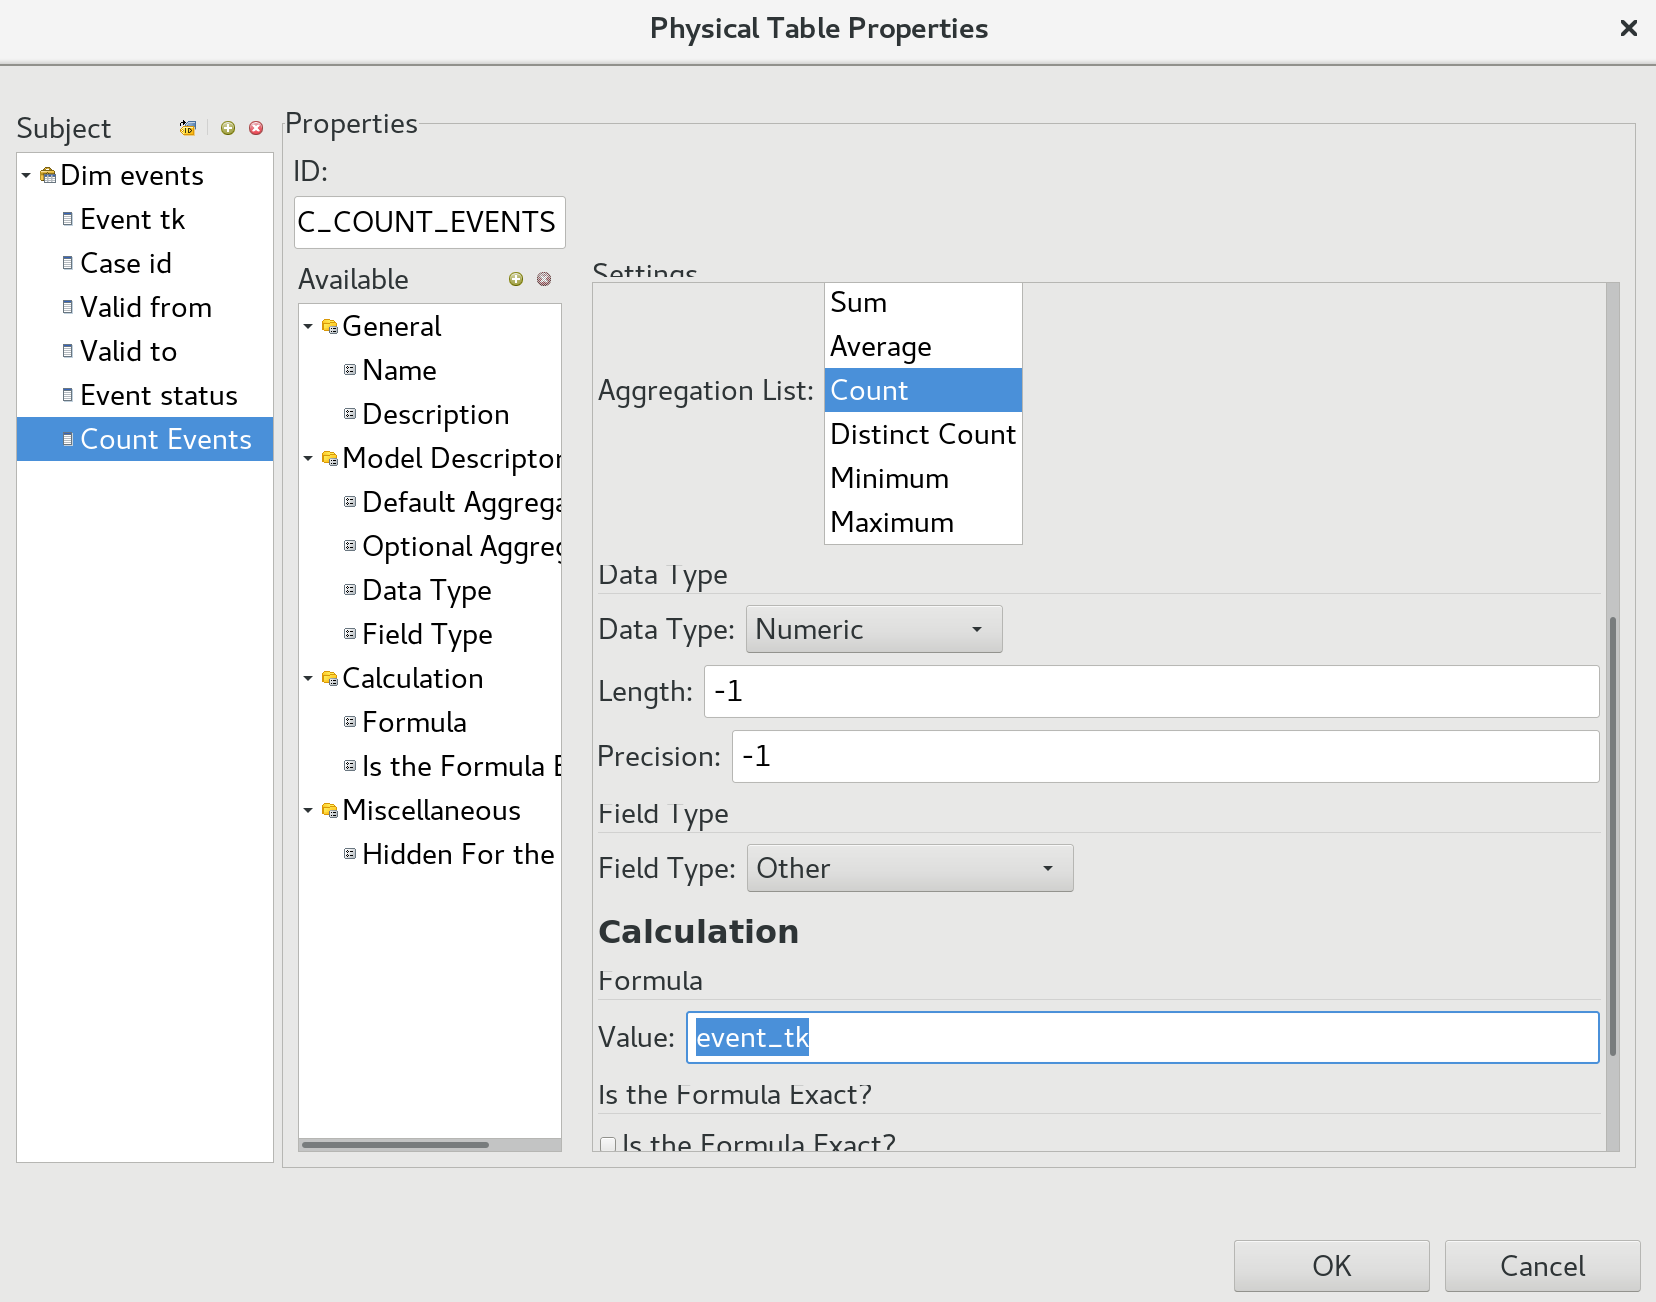 Physical Table Properties
Subject
Dim events
Event tk
Case id
Valid from
Valid to
Event status
Count Events
Properties
ID:
C_COUNT_EVENTS
Available
General
Name
Description
Model Descriptor
Default Aggrega
Optional Aggreg
Data Type
Field Type
Calculation
Formula
Is the Formula E
Miscellaneous
Hidden For the
Settings
Aggregation List:
Sum
Average
Count
Distinct Count
Minimum
Maximum
Data Type
Data Type: Numeric
Length: -1
Precision: -1
Field Type
Field Type: Other
Calculation
Formula
Value: event_tk
Is the Formula Exact?
Is the Formula Exact?
OK Cancel